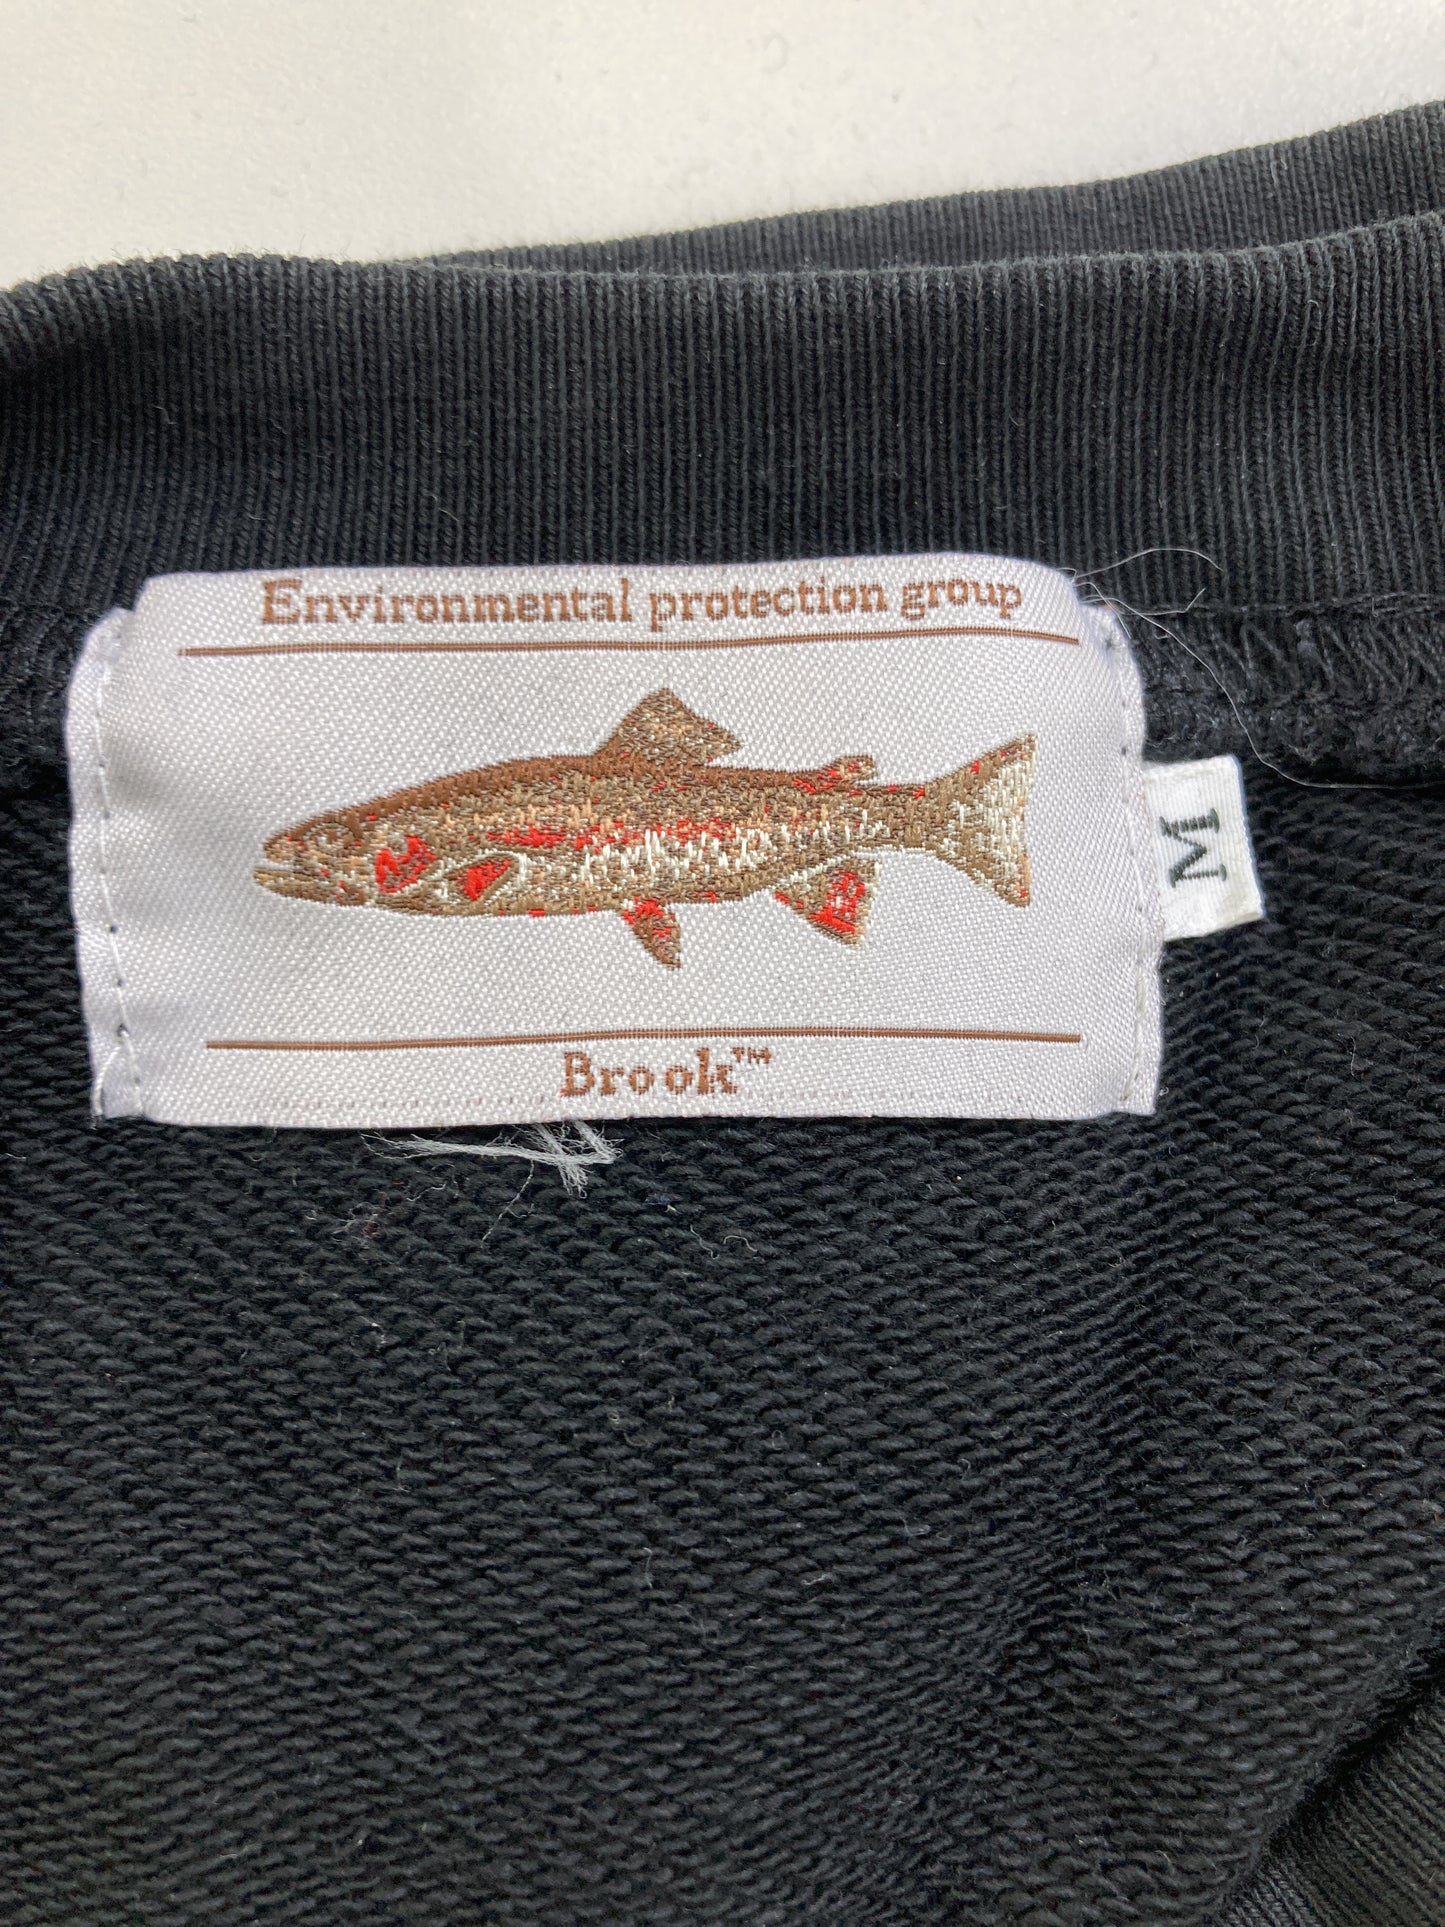 Environmental protection group
Brook™
M